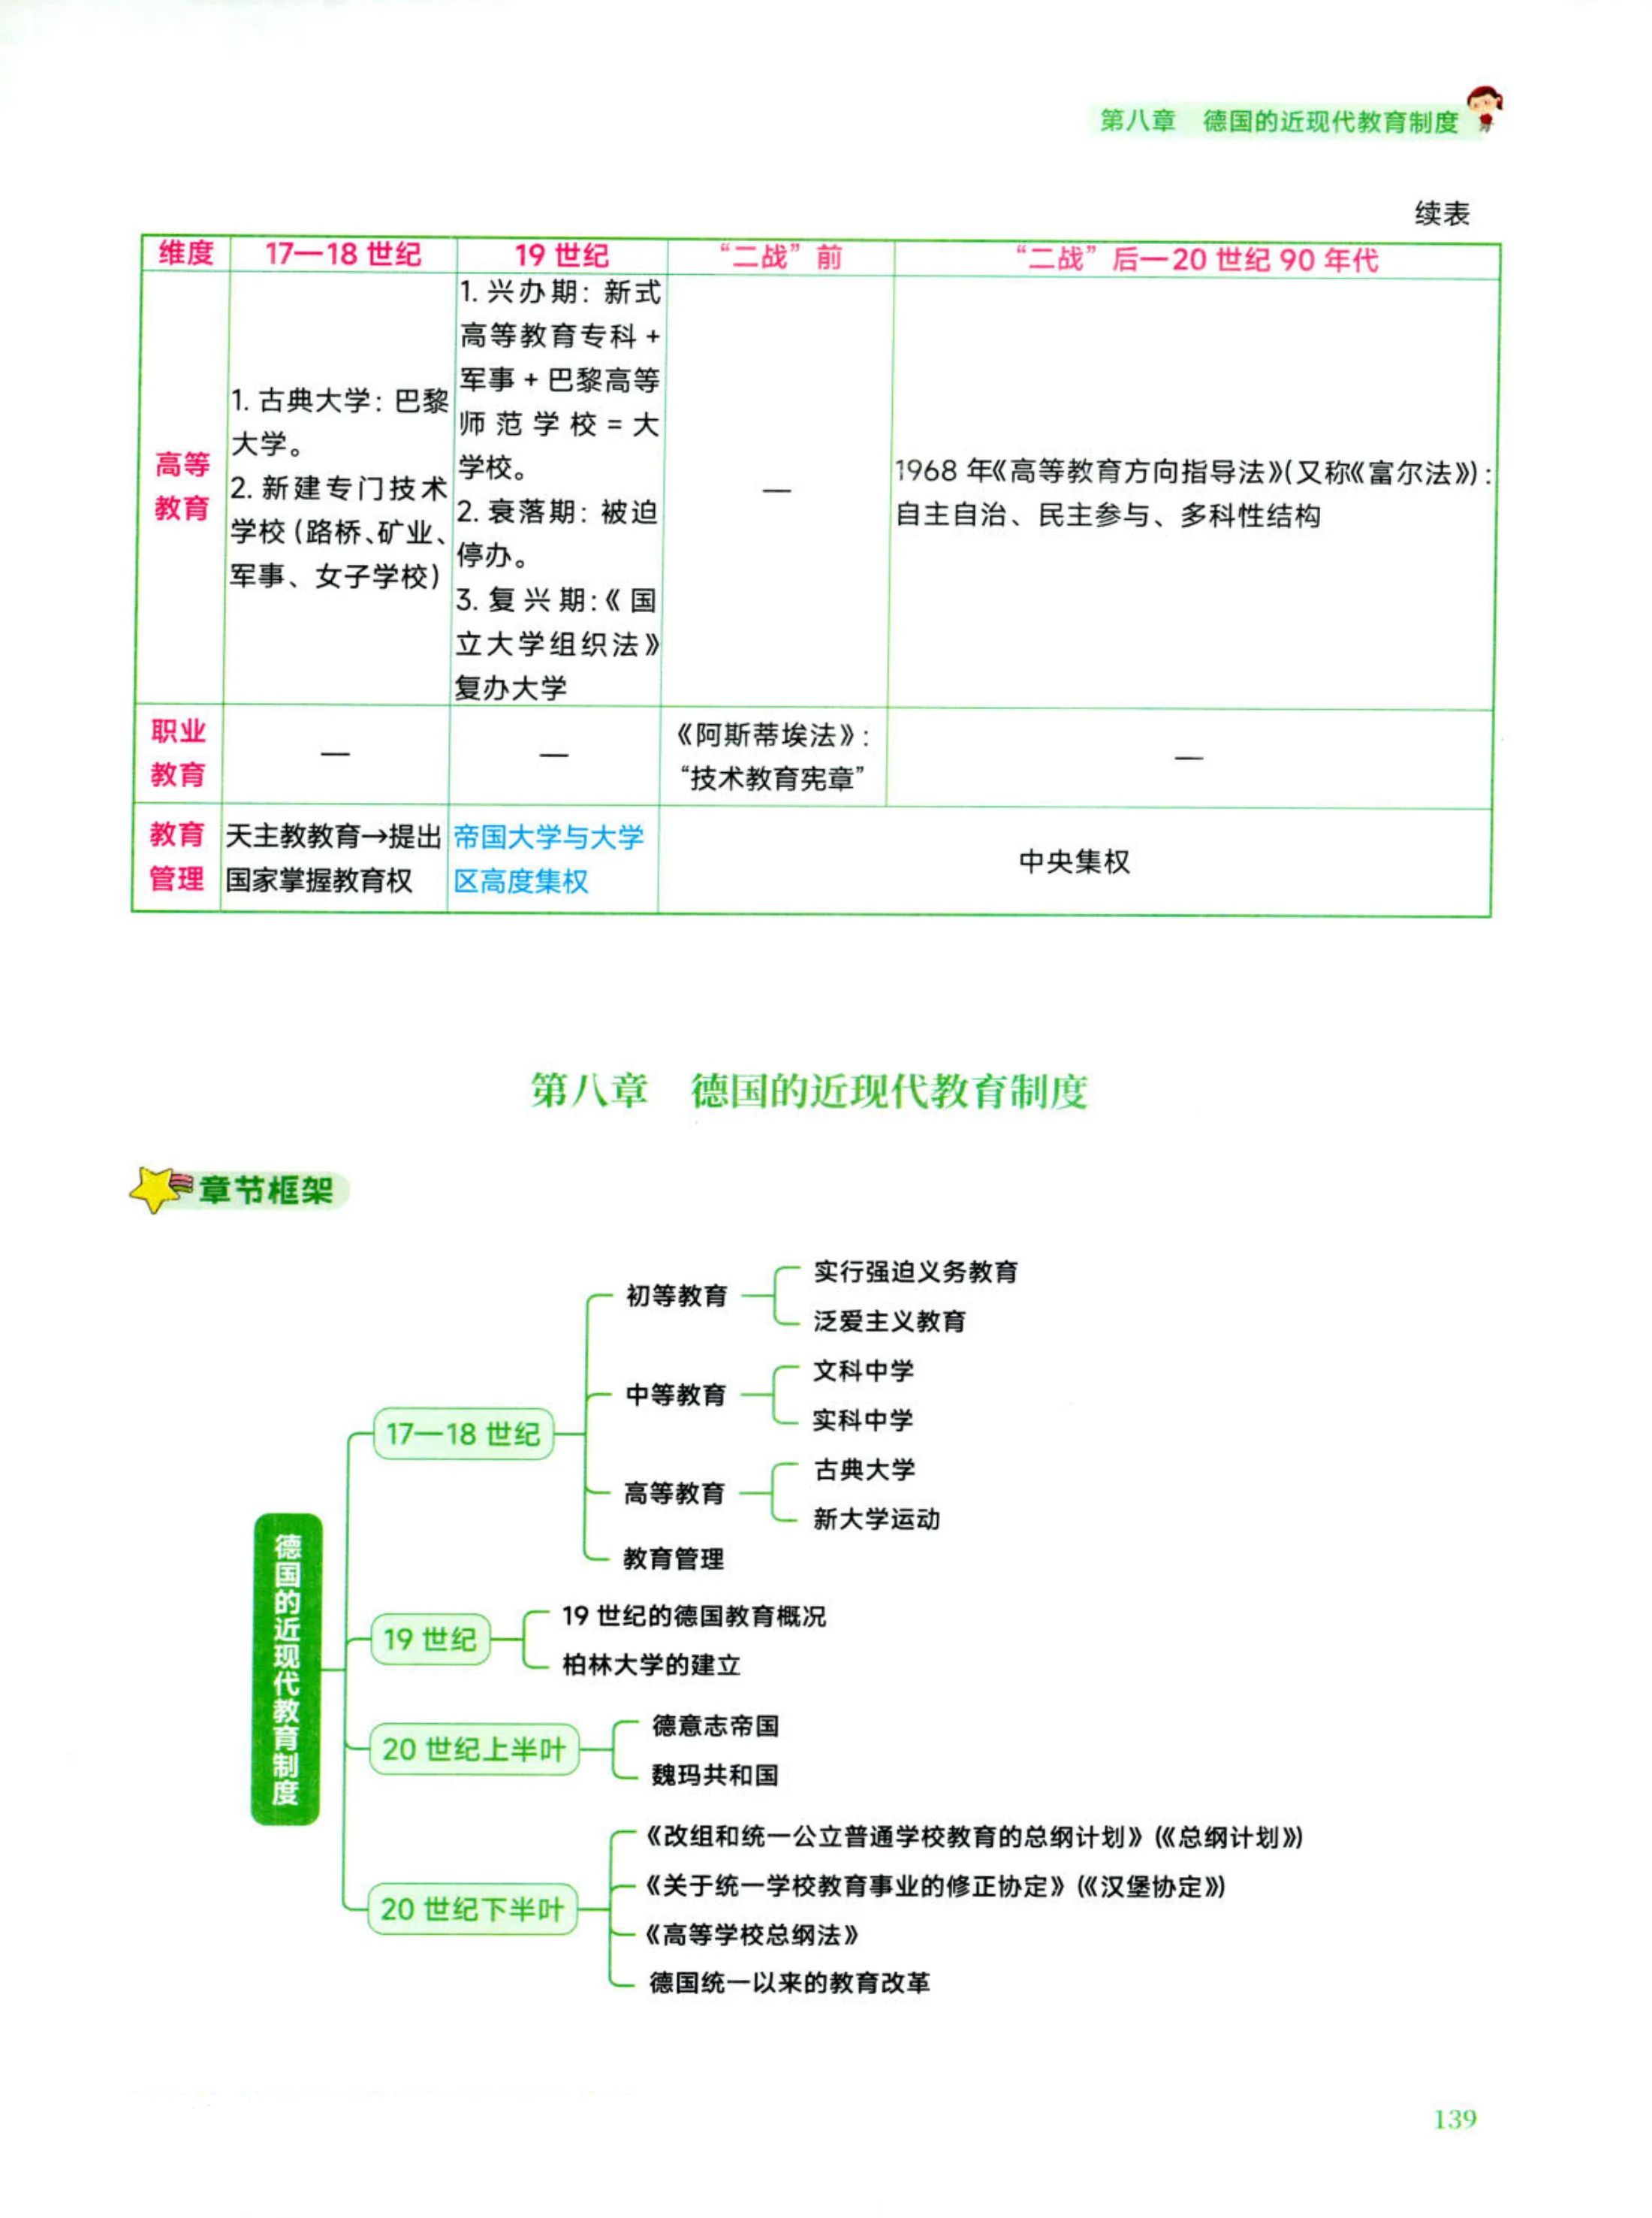 第八章　德国的近现代教育制度
续表
维度
17—18 世纪
19 世纪
“二战”前
“二战”后—20 世纪 90 年代
高等
教育
1. 古典大学：巴黎
大学。
2. 新建专门技术
学校（路桥、矿业、
军事、女子学校）
1. 兴办期：新式
高等教育专科 +
军事 + 巴黎高等
师范学校 = 大
学校。
2. 衰落期：被迫
停办。
3. 复兴期：《国
立大学组织法》
复办大学
—
1968 年《高等教育方向指导法》（又称《富尔法》）：
自主自治、民主参与、多科性结构
职业
教育
—
—
《阿斯蒂埃法》：
“技术教育宪章”
—
教育
管理
天主教教育→提出
国家掌握教育权
帝国大学与大学
区高度集权
中央集权
第八章　德国的近现代教育制度
章节框架
德国的近现代教育制度
17—18 世纪
初等教育
实行强迫义务教育
泛爱主义教育
中等教育
文科中学
实科中学
高等教育
古典大学
新大学运动
教育管理
19 世纪
19 世纪的德国教育概况
柏林大学的建立
20 世纪上半叶
德意志帝国
魏玛共和国
20 世纪下半叶
《改组和统一公立普通学校教育的总纲计划》（《总纲计划》）
《关于统一学校教育事业的修正协定》（《汉堡协定》）
《高等学校总纲法》
德国统一以来的教育改革
139